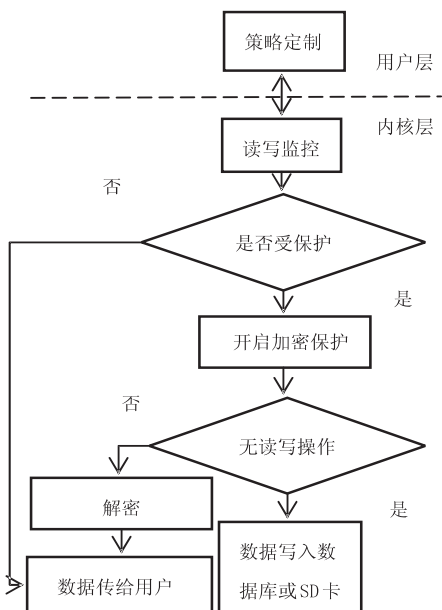 策略定制
用户层
内核层
读写监控
否
是否受保护
是
开启加密保护
否
无读写操作
解密
是
数据写入数
据库或SD卡
数据传给用户